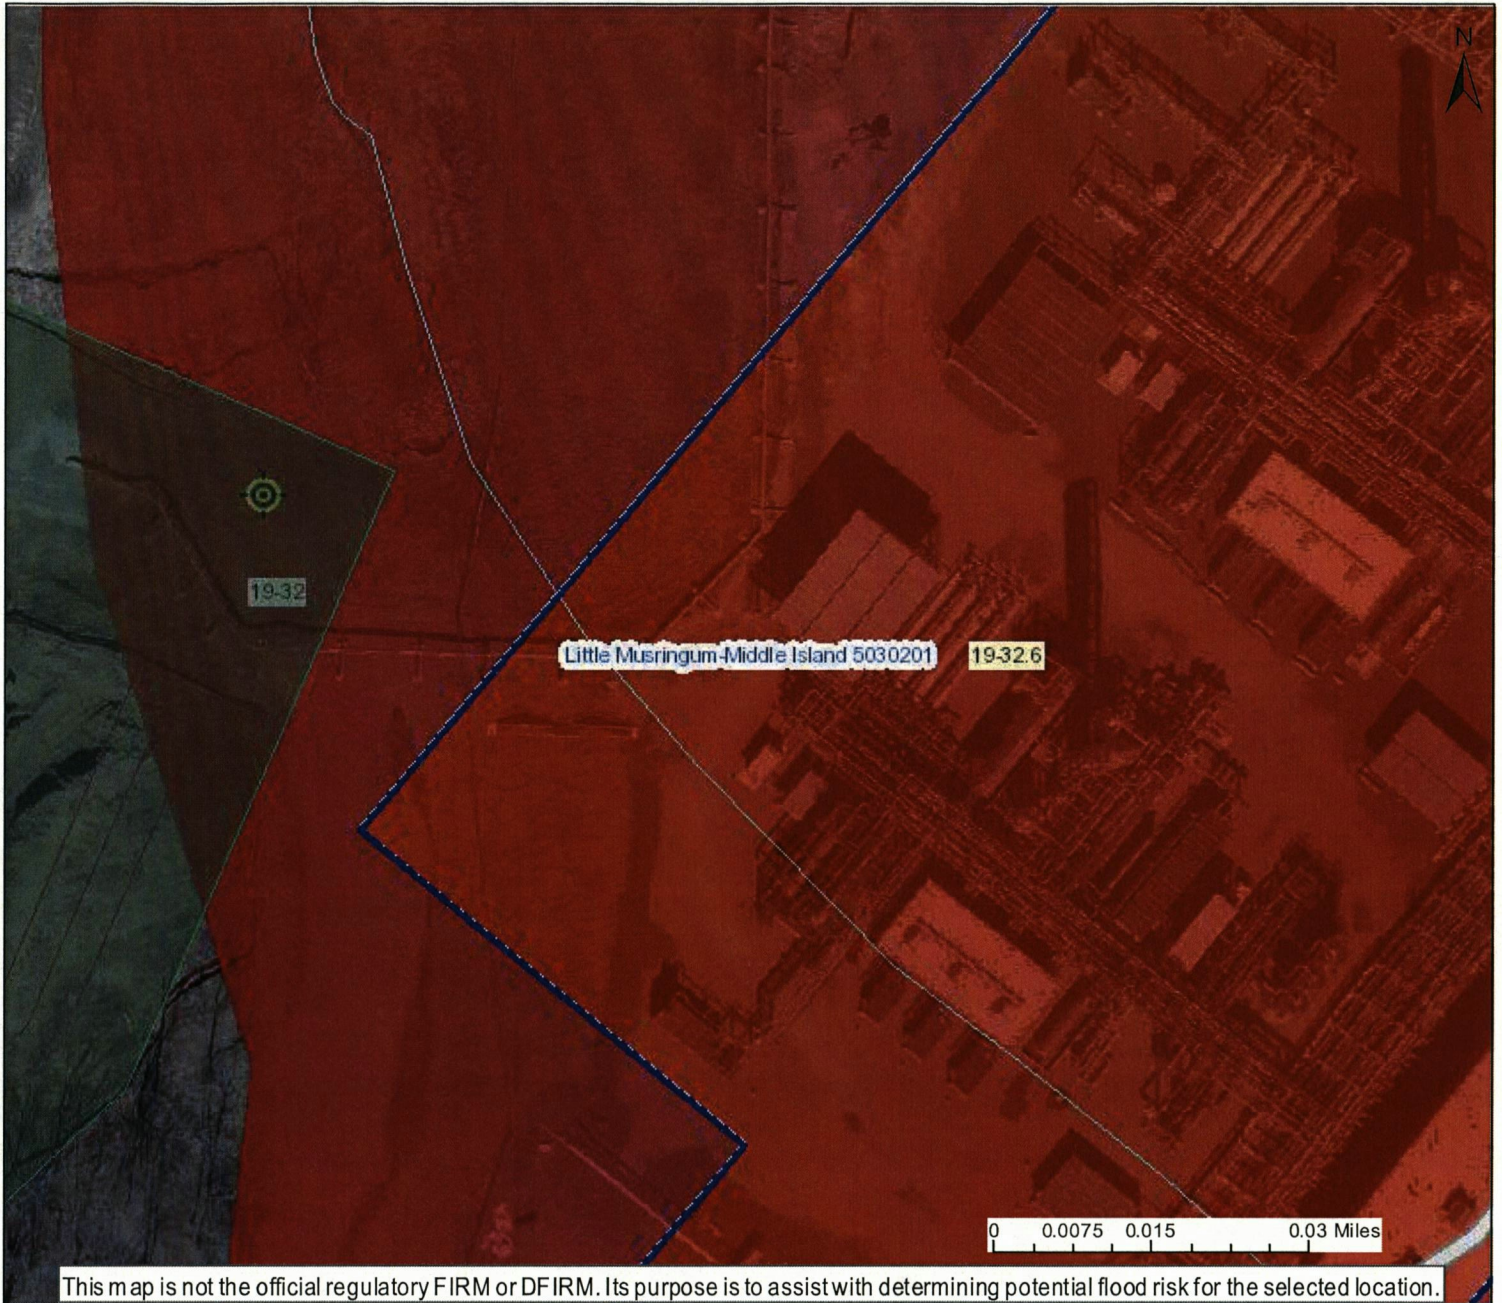 N
19-32
Little Musringum-Middle Island 5030201
19-32.6
0 0.0075 0.015 0.03 Miles
This map is not the official regulatory FIRM or DFIRM. Its purpose is to assist with determining potential flood risk for the selected location.